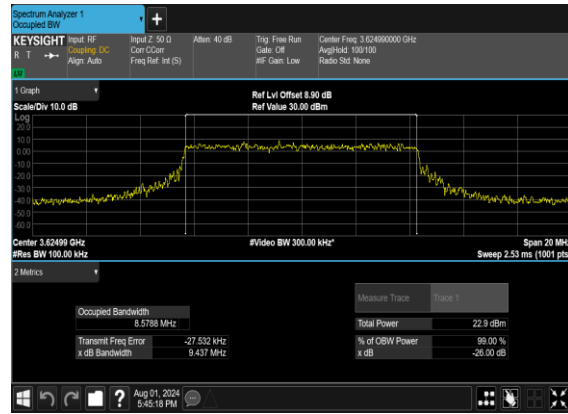 Spectrum Analyzer 1
Occupied BW
KEYSIGHT Input: RF Input Z: 50 Ω Atten: 40 dB Trig: Free Run Center Freq: 3.624990000 GHz
R T Coupling: DC Corr CCorr Gate: Off Avg|Hold: 100/100
Align: Auto Freq Ref: Int (S) #IF Gain: Low Radio Std: None
LW
1 Graph Ref Lvl Offset 8.90 dB
Scale/Div 10.0 dB Ref Value 30.00 dBm
Log
20.0
10.0
0.00
-10.0
-20.0
-30.0
-40.0
-50.0
-60.0
Center 3.62499 GHz #Video BW 300.00 kHz* Span 20 MHz
#Res BW 100.00 kHz Sweep 2.53 ms (1001 pts
2 Metrics
Measure Trace Trace 1
Occupied Bandwidth
8.5788 MHz Total Power 22.9 dBm
Transmit Freq Error -27.532 kHz % of OBW Power 99.00 %
x dB Bandwidth 9.437 MHz x dB -26.00 dB
? Aug 01, 2024
5:45:18 PM